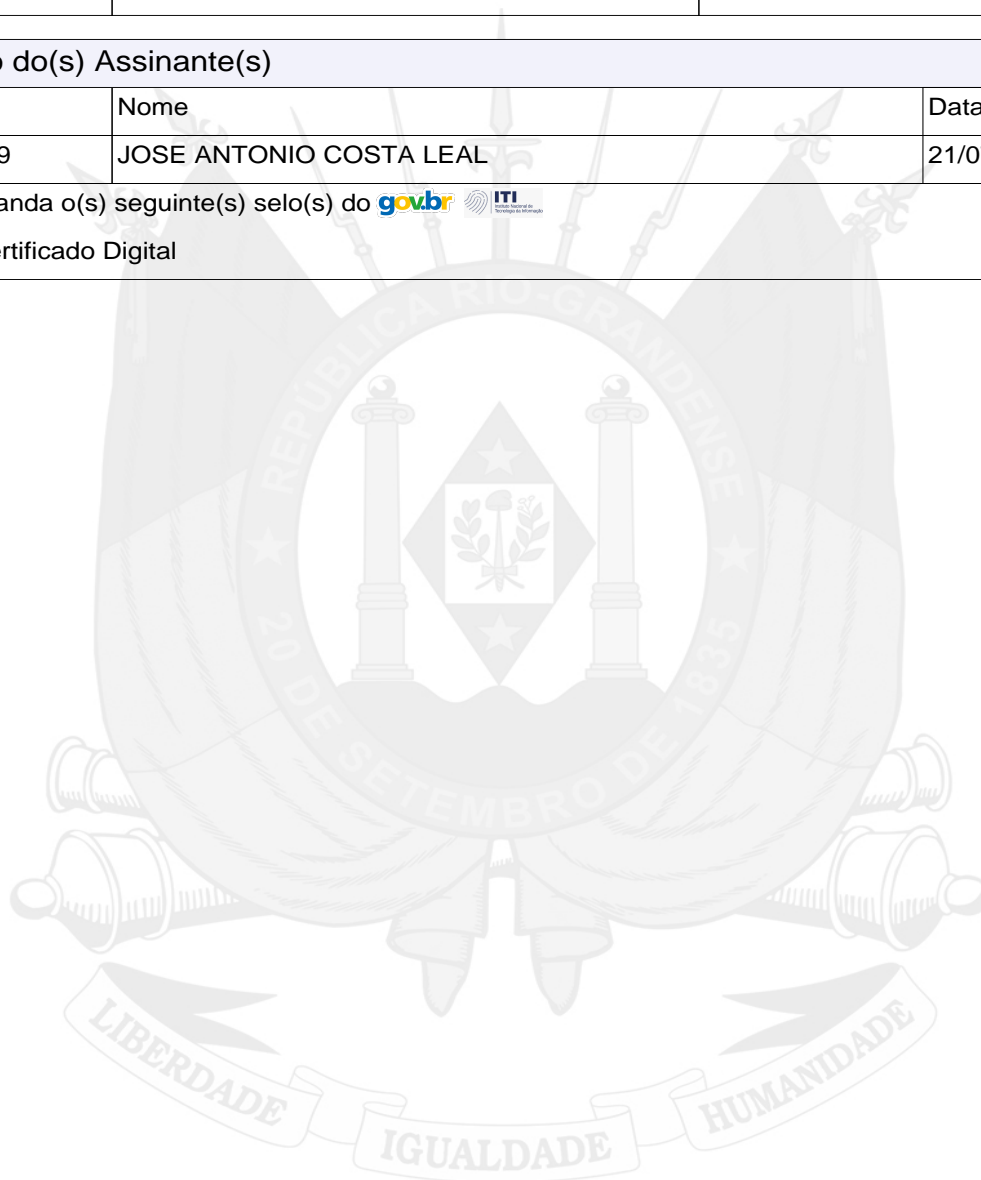 o do(s) Assinante(s)
Nome Data
9 JOSE ANTONIO COSTA LEAL 21/0
anda o(s) seguinte(s) selo(s) do gov.br ITI
rtificado Digital
REPÚBLICA RIO-GRANDENSE
20 DE SETEMBRO DE 1835
LIBERDADE IGUALDADE HUMANIDADE